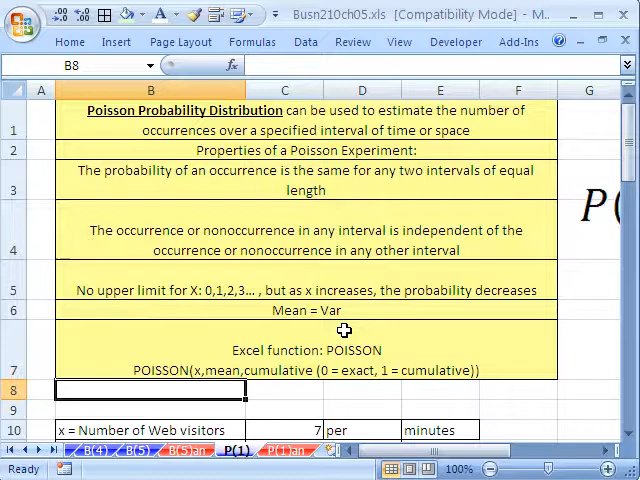 Busn210ch05.xls [Compatibility Mode] - M...
Home Insert Page Layout Formulas Data Review View Developer Add-Ins
B8 fx
A B C D E F G
1 Poisson Probability Distribution can be used to estimate the number of
occurrences over a specified interval of time or space
2 Properties of a Poisson Experiment:
3 The probability of an occurrence is the same for any two intervals of equal
length
4 The occurrence or nonoccurrence in any interval is independent of the
occurrence or nonoccurrence in any other interval
5 No upper limit for X: 0,1,2,3... , but as x increases, the probability decreases
6 Mean = Var
7 Excel function: POISSON
POISSON(x,mean,cumulative (0 = exact, 1 = cumulative))
P(
8
9
10 x = Number of Web visitors 7 per minutes
B(4) B(5) B(5)an P(1) P(1)an
Ready 100%